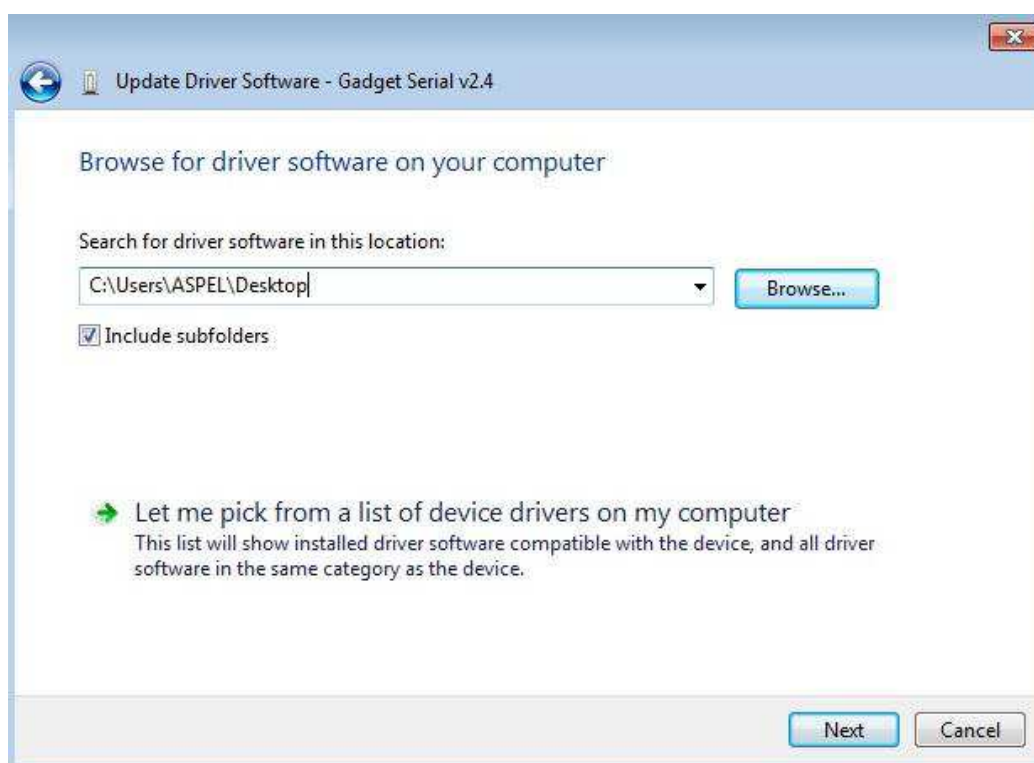 Update Driver Software - Gadget Serial v2.4
Browse for driver software on your computer
Search for driver software in this location:
C:\Users\ASPEL\Desktop
Browse...
Include subfolders
Let me pick from a list of device drivers on my computer
This list will show installed driver software compatible with the device, and all driver
software in the same category as the device.
Next
Cancel